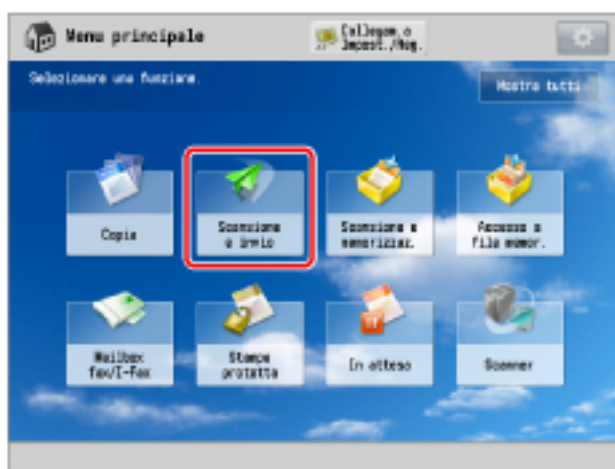 Menu principale
Collegam. a
Impost./Reg.
Selezionare una funzione.
Mostra tutti
Copia
Scansione
e invio
Scansione e
memorizzaz.
Accesso a
file memor.
Mailbox
fax/I-Fax
Stampa
protetta
In attesa
Scanner